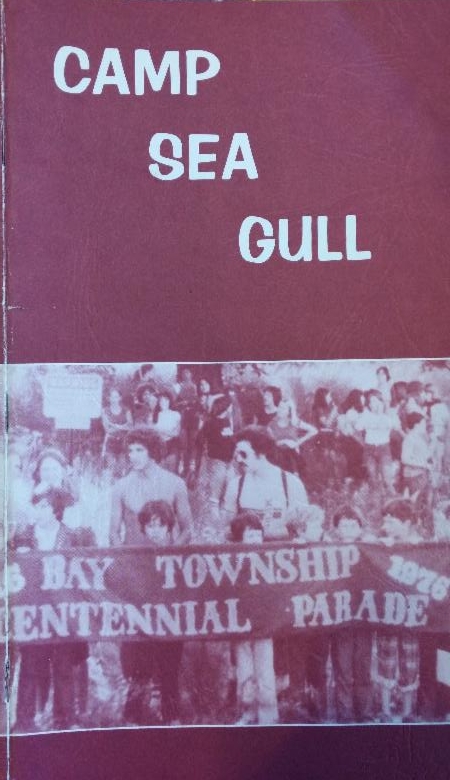 CAMP
SEA
GULL
BAY TOWNSHIP 1976
ENTENNIAL PARADE